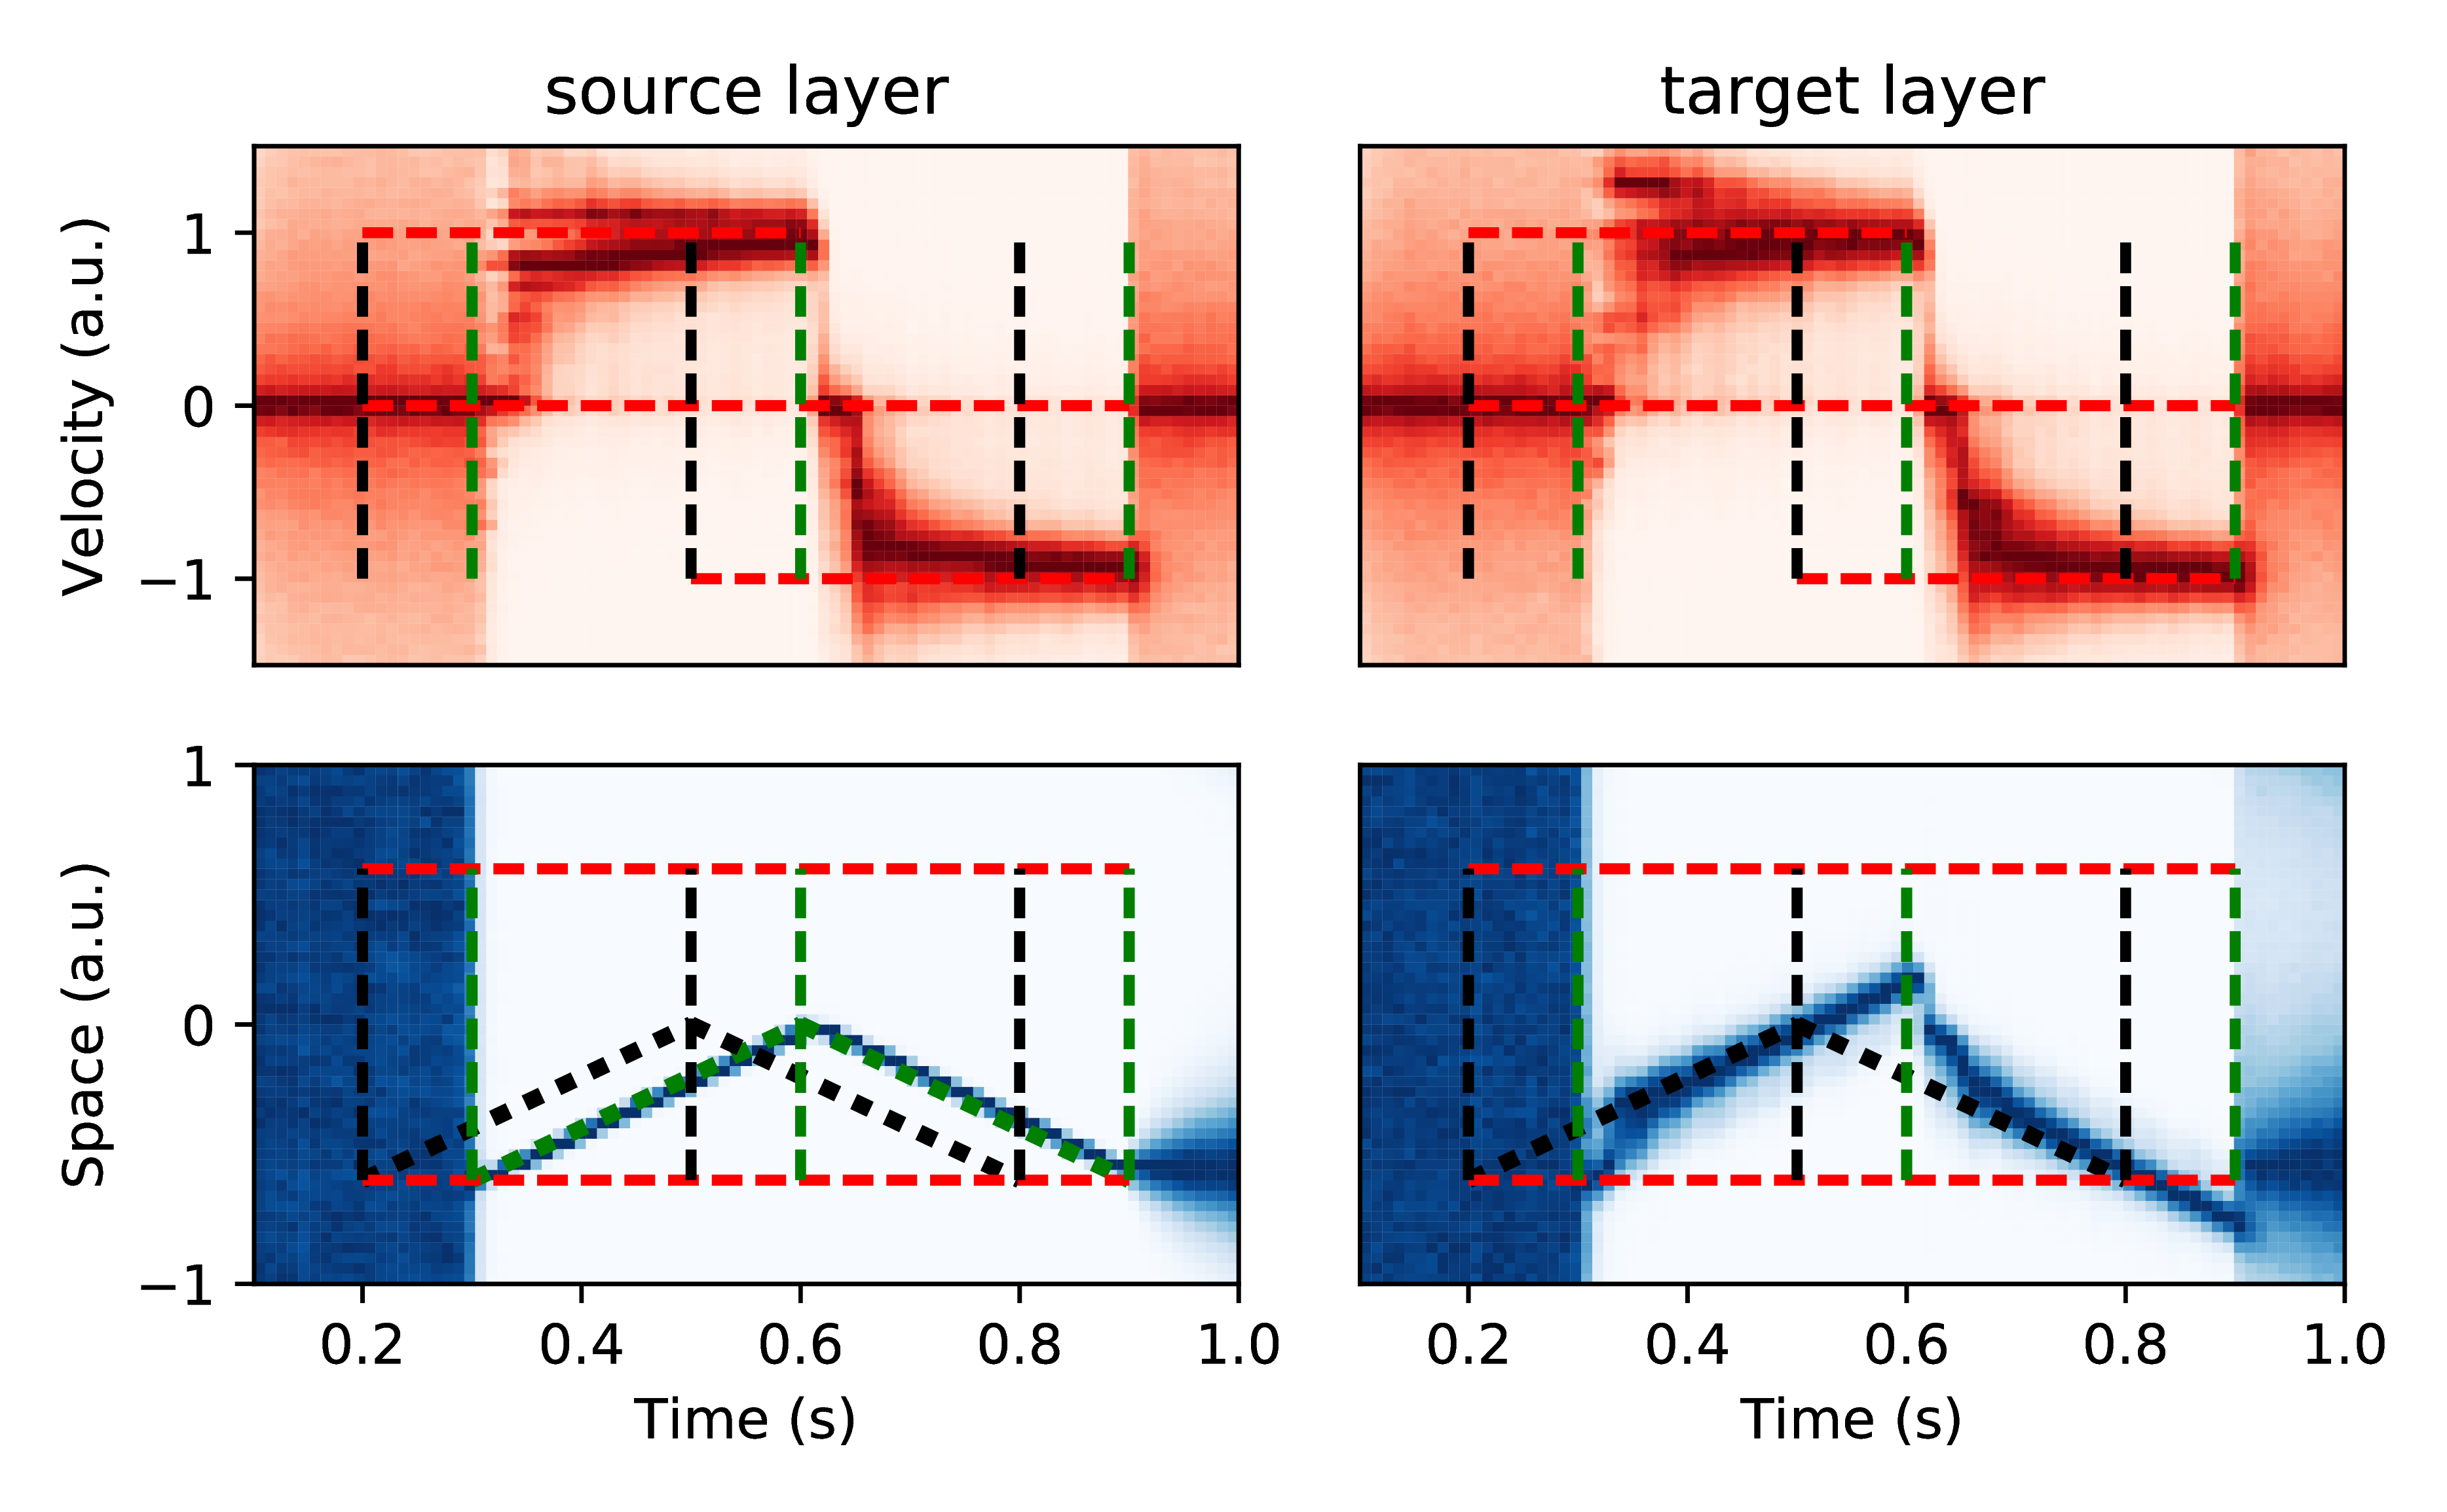 source layer
target layer
Velocity (a.u.)
1
0
−1
Space (a.u.)
1
0
−1
0.2 0.4 0.6 0.8 1.0
0.2 0.4 0.6 0.8 1.0
Time (s)
Time (s)